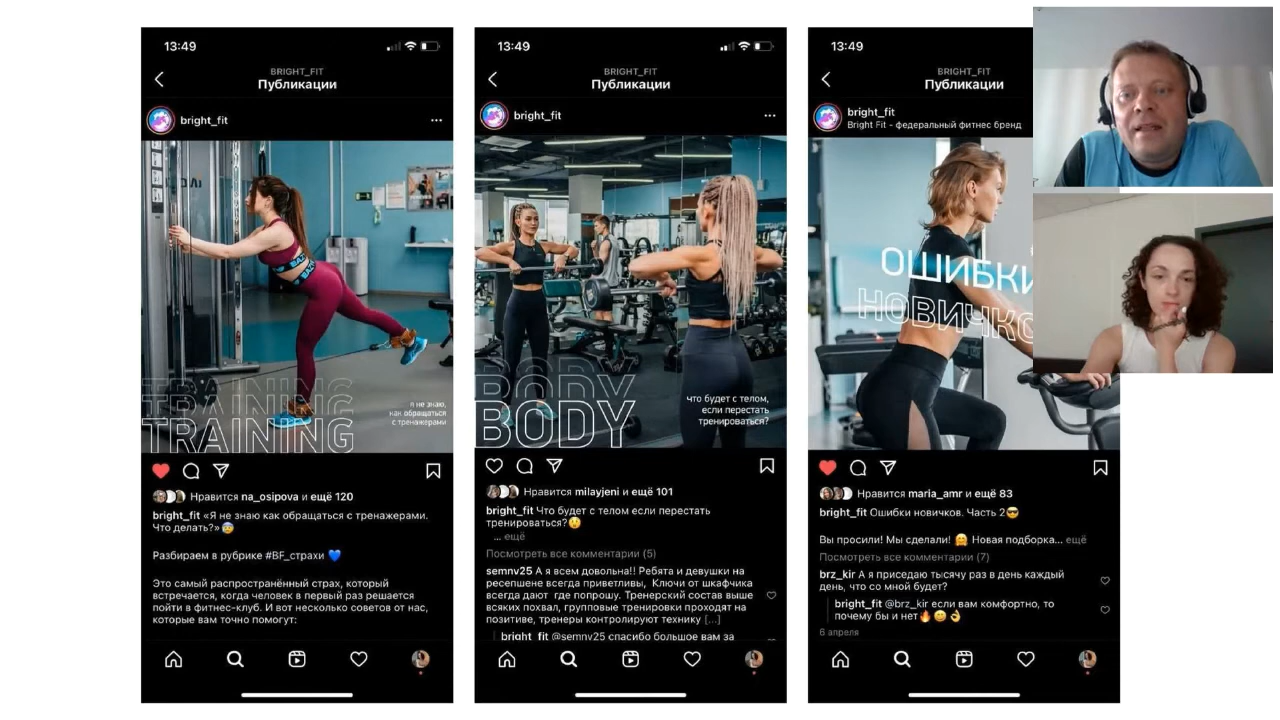 13:49
BRIGHT_FIT
Публикации
bright_fit
TRAINING
TRAINING
я не знаю,
как обращаться
с тренажерами
Нравится na_osipova и ещё 120
bright_fit «Я не знаю как обращаться с тренажерами.
Что делать?»😰
Разбираем в рубрике #BF_страхи 💙
Это самый распространённый страх, который
встречается, когда человек в первый раз решается
пойти в фитнес-клуб. И вот несколько советов от нас,
которые вам точно помогут:
13:49
BRIGHT_FIT
Публикации
bright_fit
BODY
BODY
что будет с телом,
если перестать
тренироваться?
Нравится milayjeni и ещё 101
bright_fit Что будет с телом если перестать
тренироваться?😯
... ещё
Посмотреть все комментарии (5)
semnv25 А я всем довольна!! Ребята и девушки на
ресепшене всегда приветливы, Ключи от шкафчика
всегда дают где попрошу. Тренерский состав выше
всяких похвал, групповые тренировки проходят на
позитиве, тренеры контролируют технику [...]
bright_fit @semnv25 спасибо большое вам за
13:49
BRIGHT_FIT
Публикации
bright_fit
Bright Fit - федеральный фитнес бренд
ОШИБКИ
НОВИЧКО
Нравится maria_amr и ещё 83
bright_fit Ошибки новичков. Часть 2😎
Вы просили! Мы сделали! 🤗 Новая подборка... ещё
Посмотреть все комментарии (7)
brz_kir А я приседаю тысячу раз в день каждый
день, что со мной будет?
bright_fit @brz_kir если вам комфортно, то
почему бы и нет🔥😄👌
6 апреля